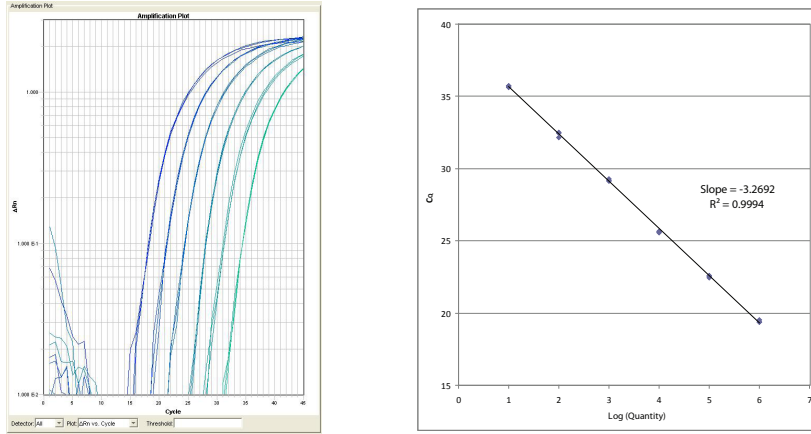 Amplification Plot
Amplification Plot
1.000
1.000 E-1
1.000 E-2
ΔRn
0 5 10 15 20 25 30 35 40 45
Cycle
Detector: All Plot: ΔRn vs. Cycle Threshold:
40
35
30
25
20
15
Cq
Slope = -3.2692
R² = 0.9994
0 1 2 3 4 5 6 7
Log (Quantity)